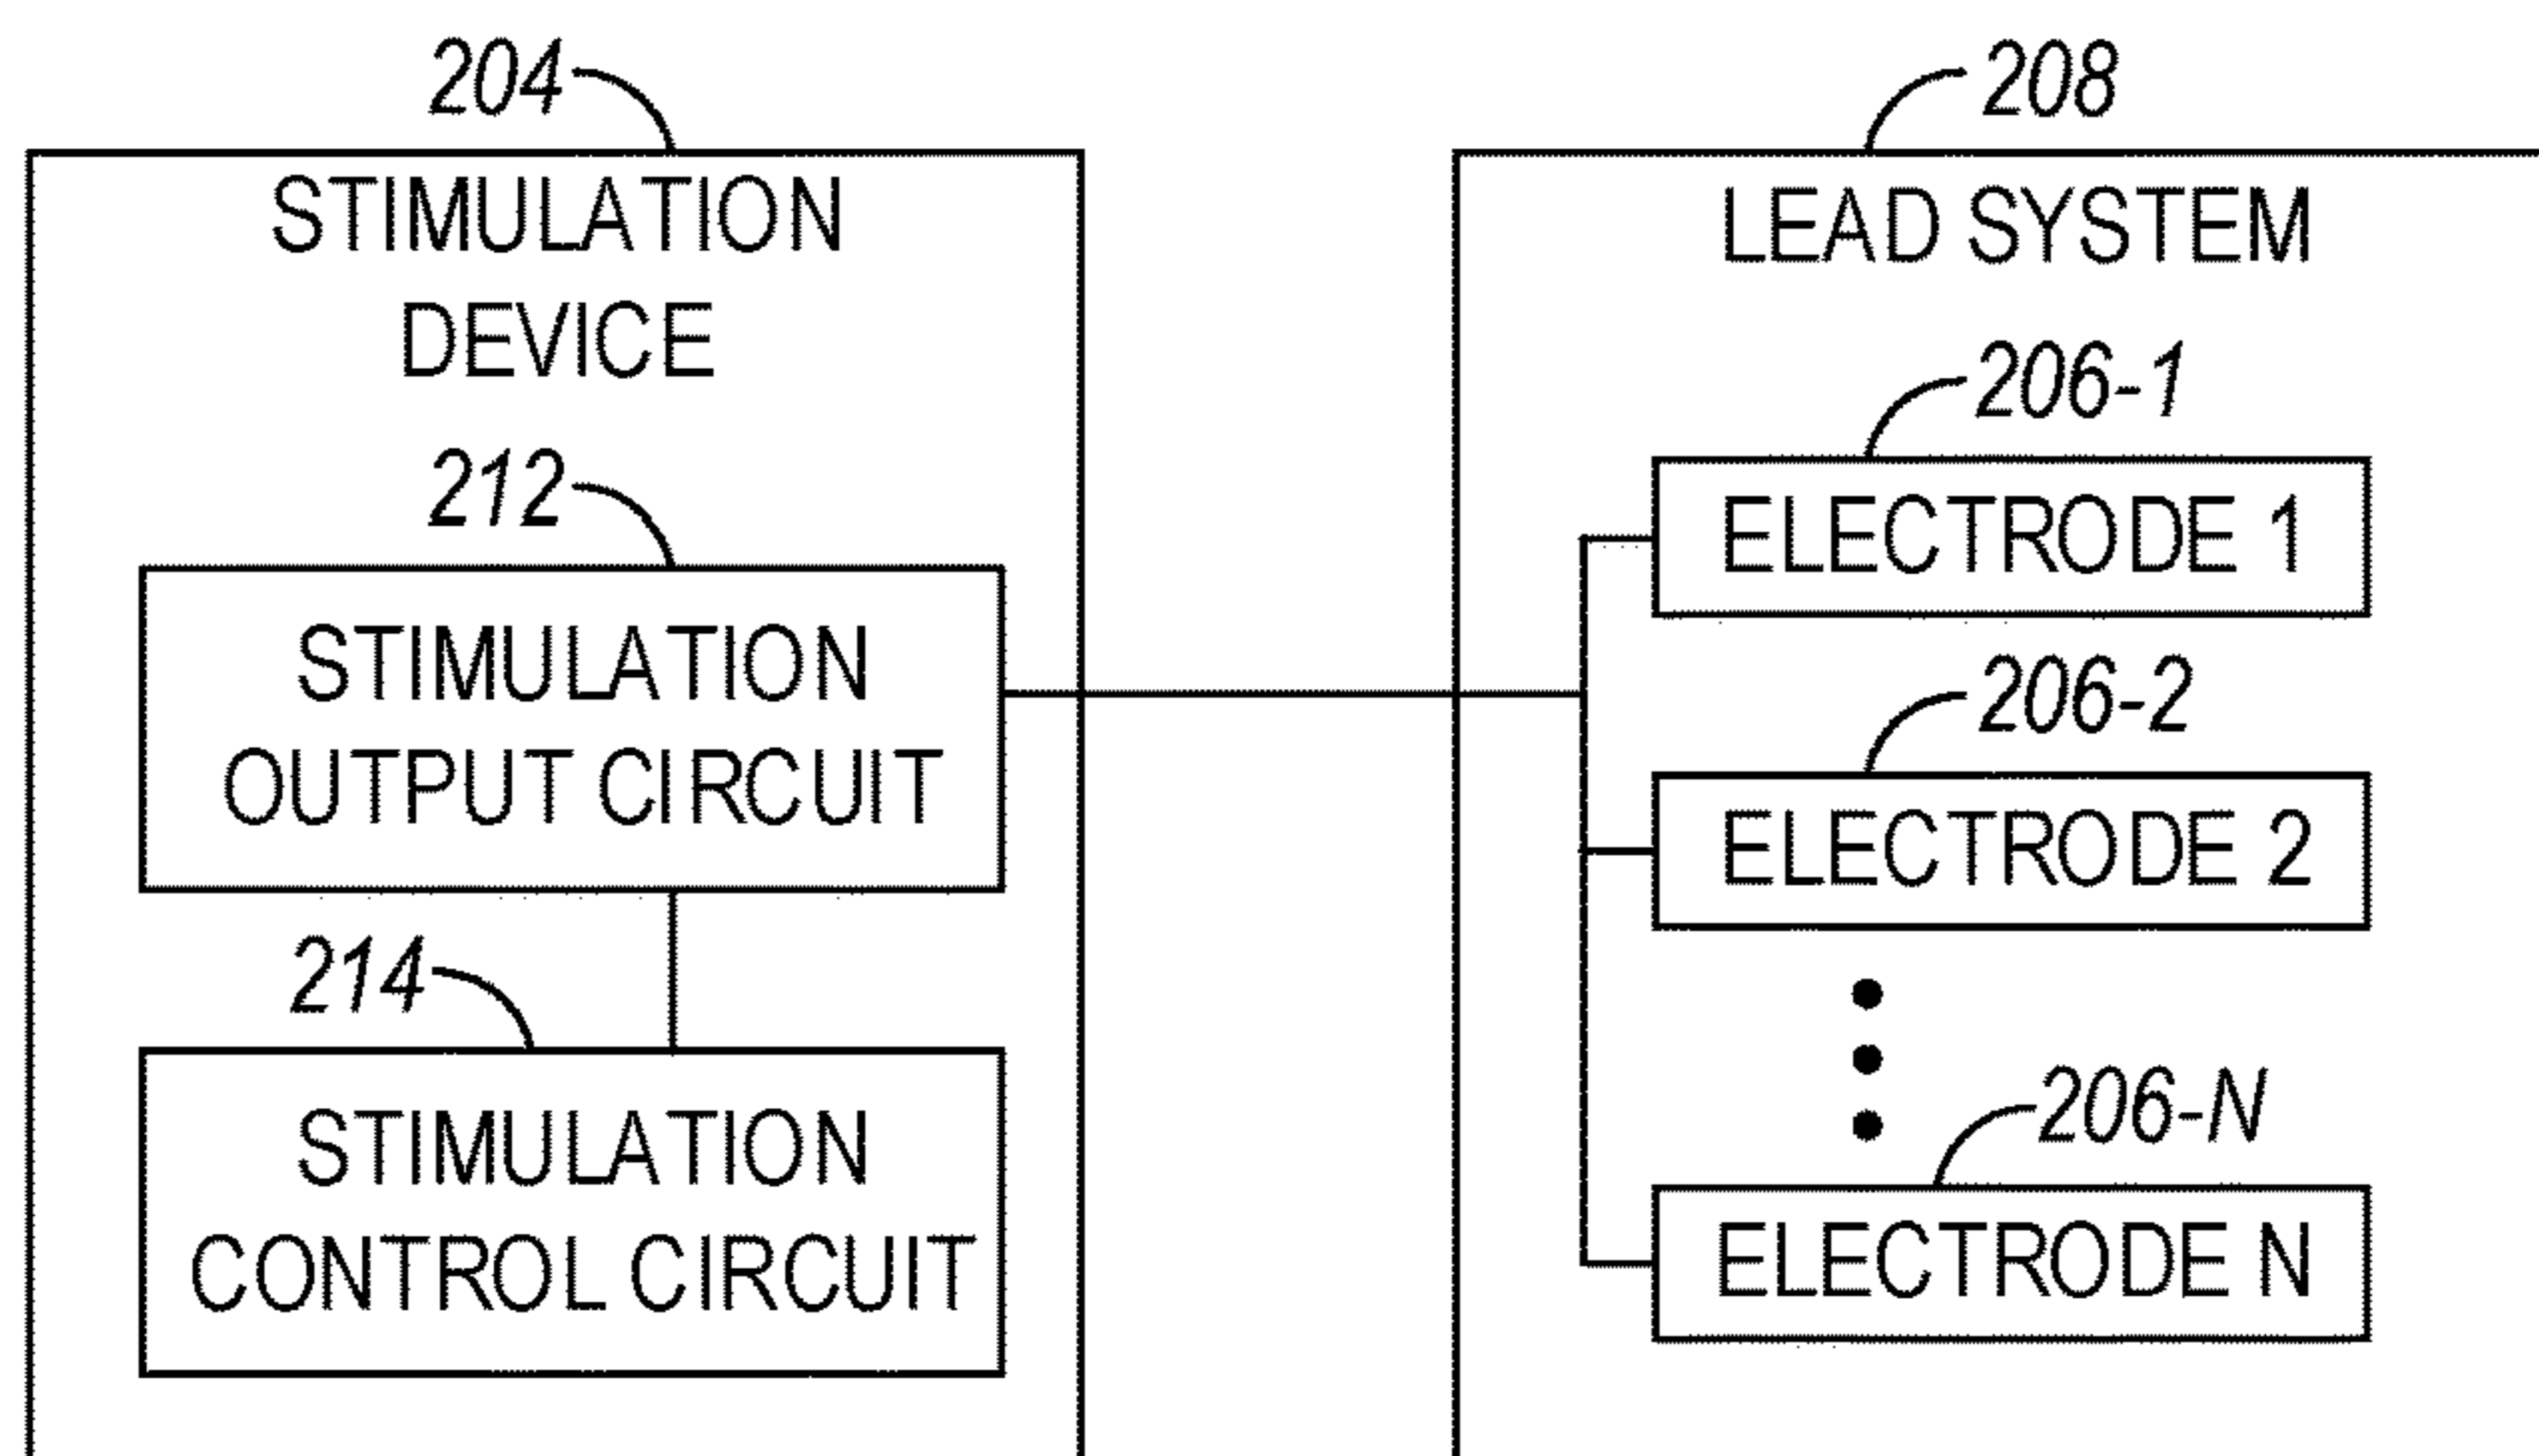 204
STIMULATION
DEVICE
212
STIMULATION
OUTPUT CIRCUIT
214
STIMULATION
CONTROL CIRCUIT
208
LEAD SYSTEM
206-1
ELECTRODE 1
206-2
ELECTRODE 2
206-N
ELECTRODE N